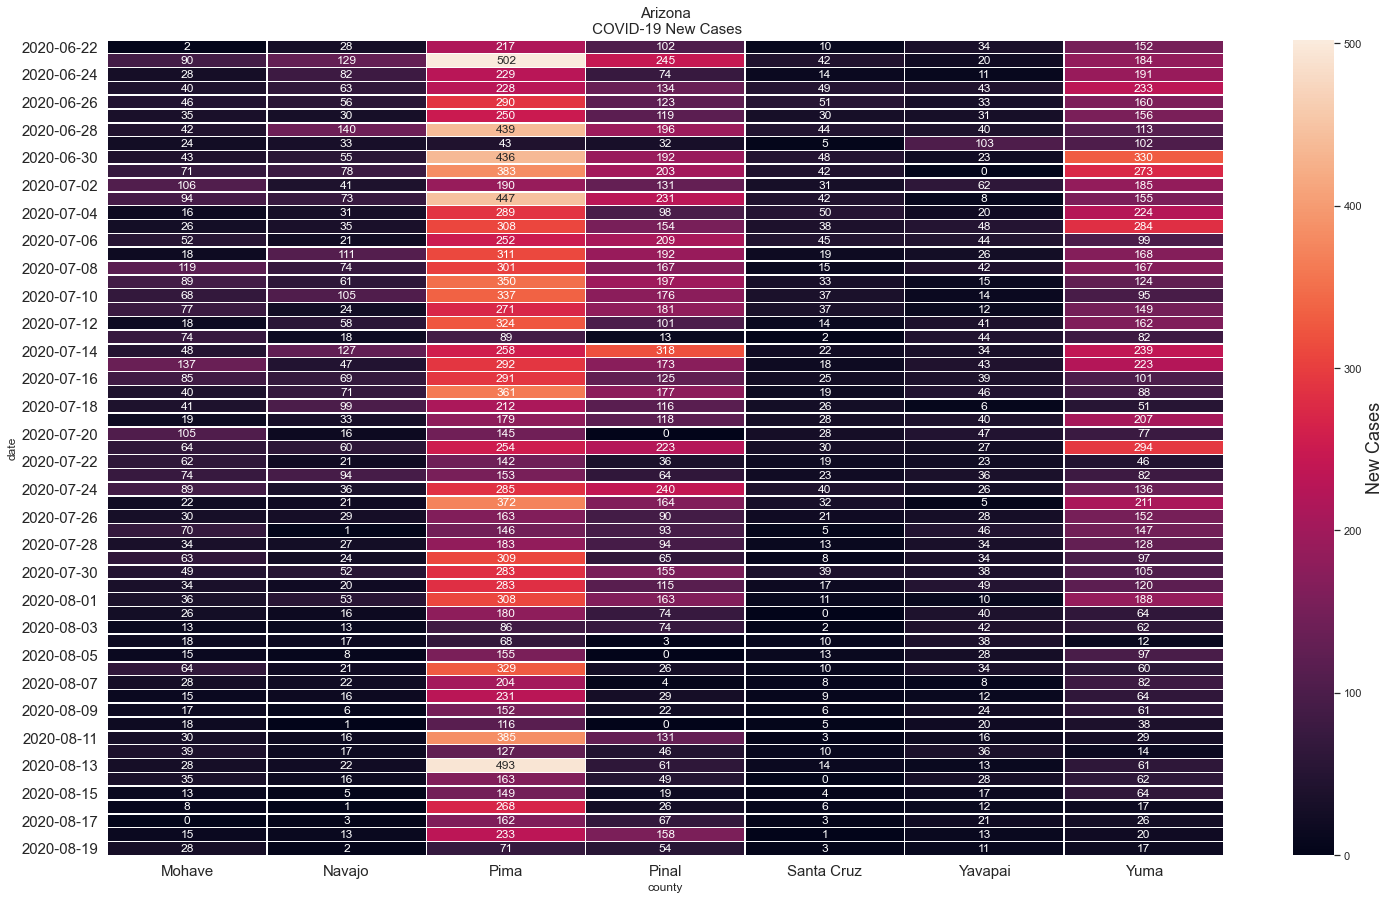 Arizona
COVID-19 New Cases
2020-06-22 2 28 217 102 10 34 152
90 129 502 245 42 20 184
2020-06-24 28 82 229 74 14 11 191
40 63 228 134 49 43 233
2020-06-26 46 56 290 123 51 33 160
35 30 250 119 30 31 156
2020-06-28 42 140 439 196 44 40 113
24 33 43 32 5 103 102
2020-06-30 43 55 436 192 48 23 330
71 78 383 203 42 0 273
2020-07-02 106 41 190 131 31 62 185
94 73 447 231 42 8 155
2020-07-04 16 31 289 98 50 20 224
26 35 308 154 38 48 284
2020-07-06 52 21 252 209 45 44 99
18 111 311 192 19 26 168
2020-07-08 119 74 301 167 15 42 167
89 61 350 197 33 15 124
2020-07-10 68 105 337 176 37 14 95
77 24 271 181 37 12 149
2020-07-12 18 58 324 101 14 41 162
74 18 89 13 2 44 82
2020-07-14 48 127 258 318 22 34 239
137 47 292 173 18 43 223
2020-07-16 85 69 291 125 25 39 101
40 71 361 177 19 46 88
2020-07-18 41 99 212 116 26 6 51
19 33 179 118 28 40 207
2020-07-20 105 16 145 0 28 47 77
64 60 254 223 30 27 294
2020-07-22 62 21 142 36 19 23 46
74 94 153 64 23 36 82
2020-07-24 89 36 285 240 40 26 136
22 21 372 164 32 5 211
2020-07-26 30 29 163 90 21 28 152
70 1 146 93 5 46 147
2020-07-28 34 27 183 94 13 34 128
63 24 309 65 8 34 97
2020-07-30 49 52 283 155 39 38 105
34 20 283 115 17 49 120
2020-08-01 36 53 308 163 11 10 188
26 16 180 74 0 40 64
2020-08-03 13 13 86 74 2 42 62
18 17 68 3 10 38 12
2020-08-05 15 8 155 0 13 28 97
64 21 329 26 10 34 60
2020-08-07 28 22 204 4 8 8 82
15 16 231 29 9 12 64
2020-08-09 17 6 152 22 6 24 61
18 1 116 0 5 20 38
2020-08-11 30 16 385 131 3 16 29
39 17 127 46 10 36 14
2020-08-13 28 22 493 61 14 13 61
35 16 163 49 0 28 62
2020-08-15 13 5 149 19 4 17 64
8 1 268 26 6 12 17
2020-08-17 0 3 162 67 3 21 26
15 13 233 158 1 13 20
2020-08-19 28 2 71 54 3 11 17
Mohave Navajo Pima Pinal Santa Cruz Yavapai Yuma
county
date
500
400
300
200
100
0
New Cases